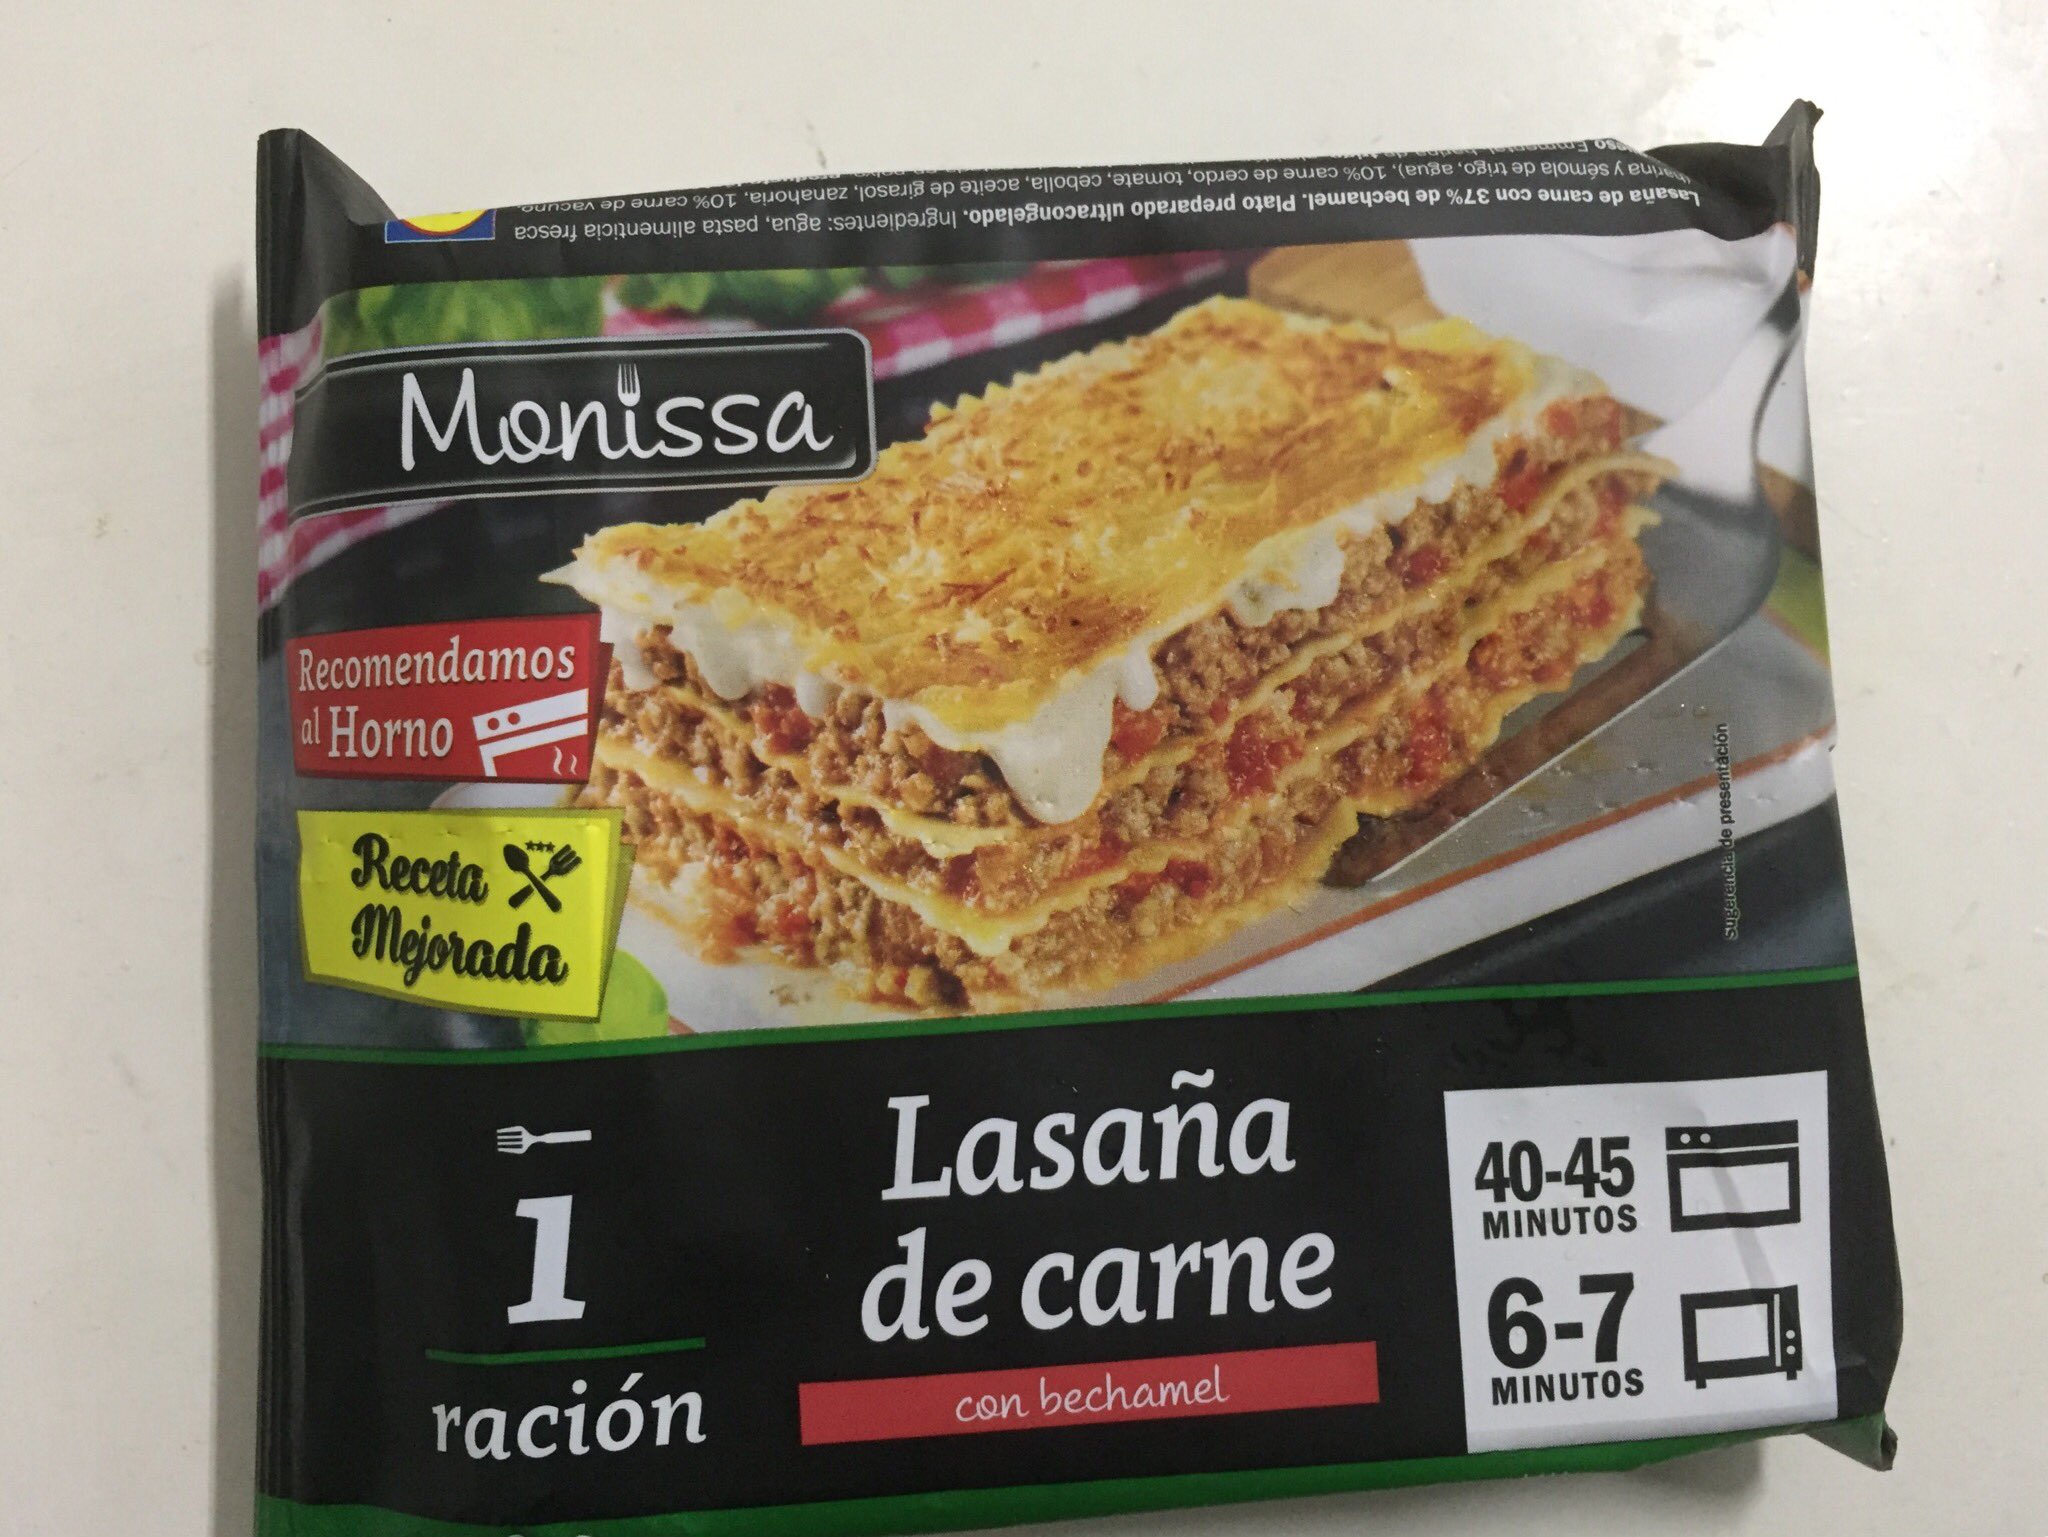 Lasaña de carne con 37% de bechamel. Plato preparado ultracongelado. Ingredientes: agua, pasta alimenticia fresca
harina y sémola de trigo, agua), 10% carne de cerdo, tomate, cebolla, aceite de girasol, zanahoria, 10% carne de vacuno,
Monissa
Recomendamos
al Horno
Receta
Mejorada
Sugerencia de presentación
1
ración
Lasaña
de carne
con bechamel
40-45
MINUTOS
6-7
MINUTOS